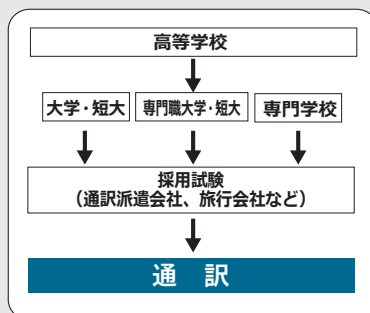 高等学校
大学・短大
専門職大学・短大
専門学校
採用試験
（通訳派遣会社、旅行会社など）
通訳